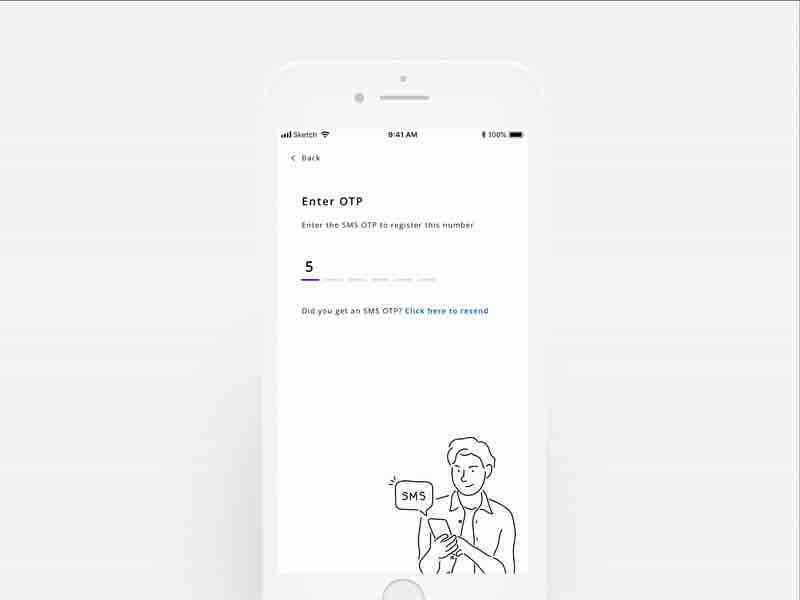 Sketch 9:41 AM 100%
Back
Enter OTP
Enter the SMS OTP to register this number
5
Did you get an SMS OTP? Click here to resend
SMS